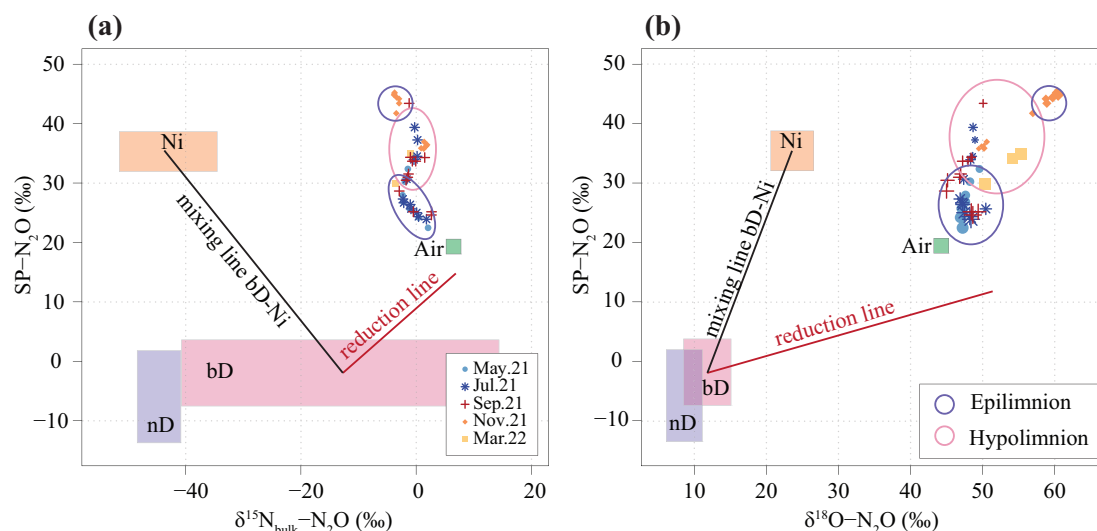 (a)
50
40
30
20
10
0
−10
SP−N₂O (‰)
Ni
mixing line bD-Ni
Air
reduction line
bD
nD
May.21
Jul.21
Sep.21
Nov.21
Mar.22
−40
−20
0
20
δ¹⁵N_bulk−N₂O (‰)
(b)
50
40
30
20
10
0
−10
SP−N₂O (‰)
Ni
mixing line bD-Ni
Air
reduction line
bD
nD
Epilimnion
Hypolimnion
10
20
30
40
50
60
δ¹⁸O−N₂O (‰)